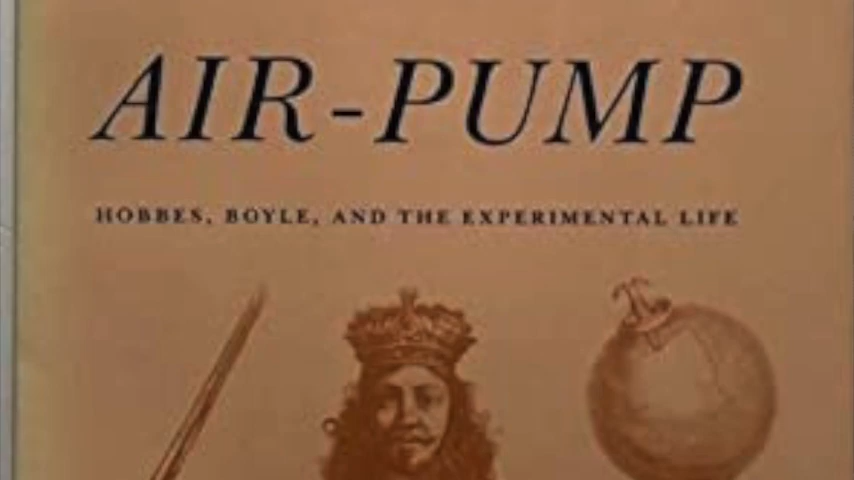 AIR-PUMP
HOBBES, BOYLE, AND THE EXPERIMENTAL LIFE